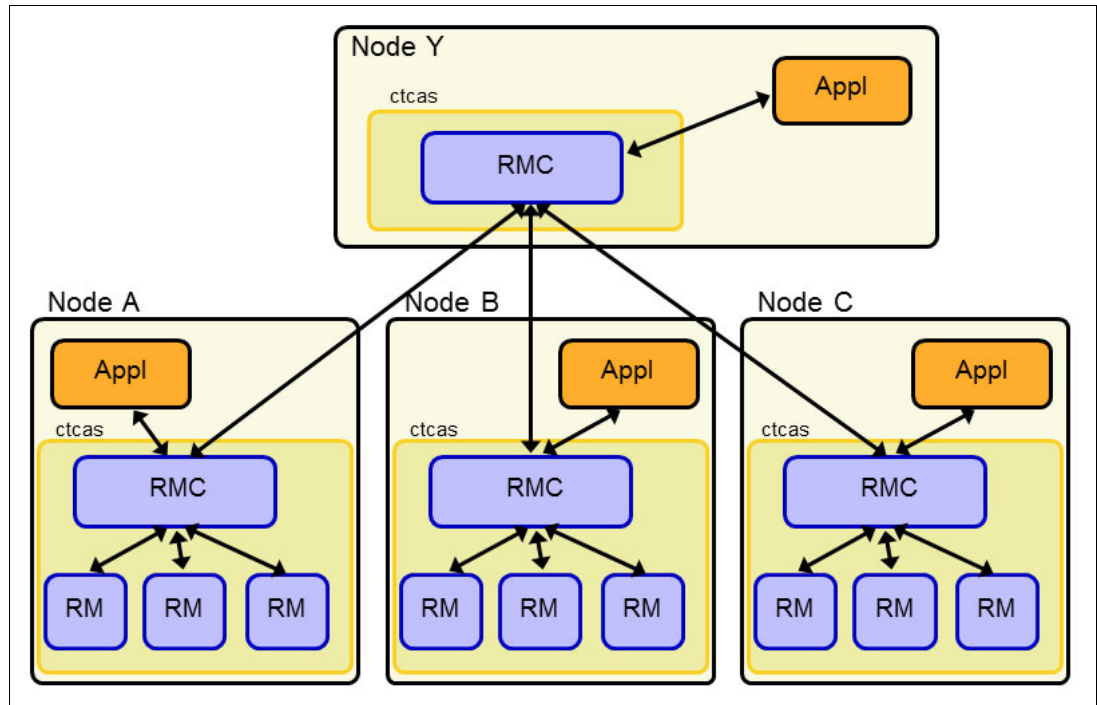 Node Y
Appl
ctcas
RMC
Node A
Appl
ctcas
RMC
RM
RM
RM
Node B
Appl
ctcas
RMC
RM
RM
RM
Node C
Appl
ctcas
RMC
RM
RM
RM